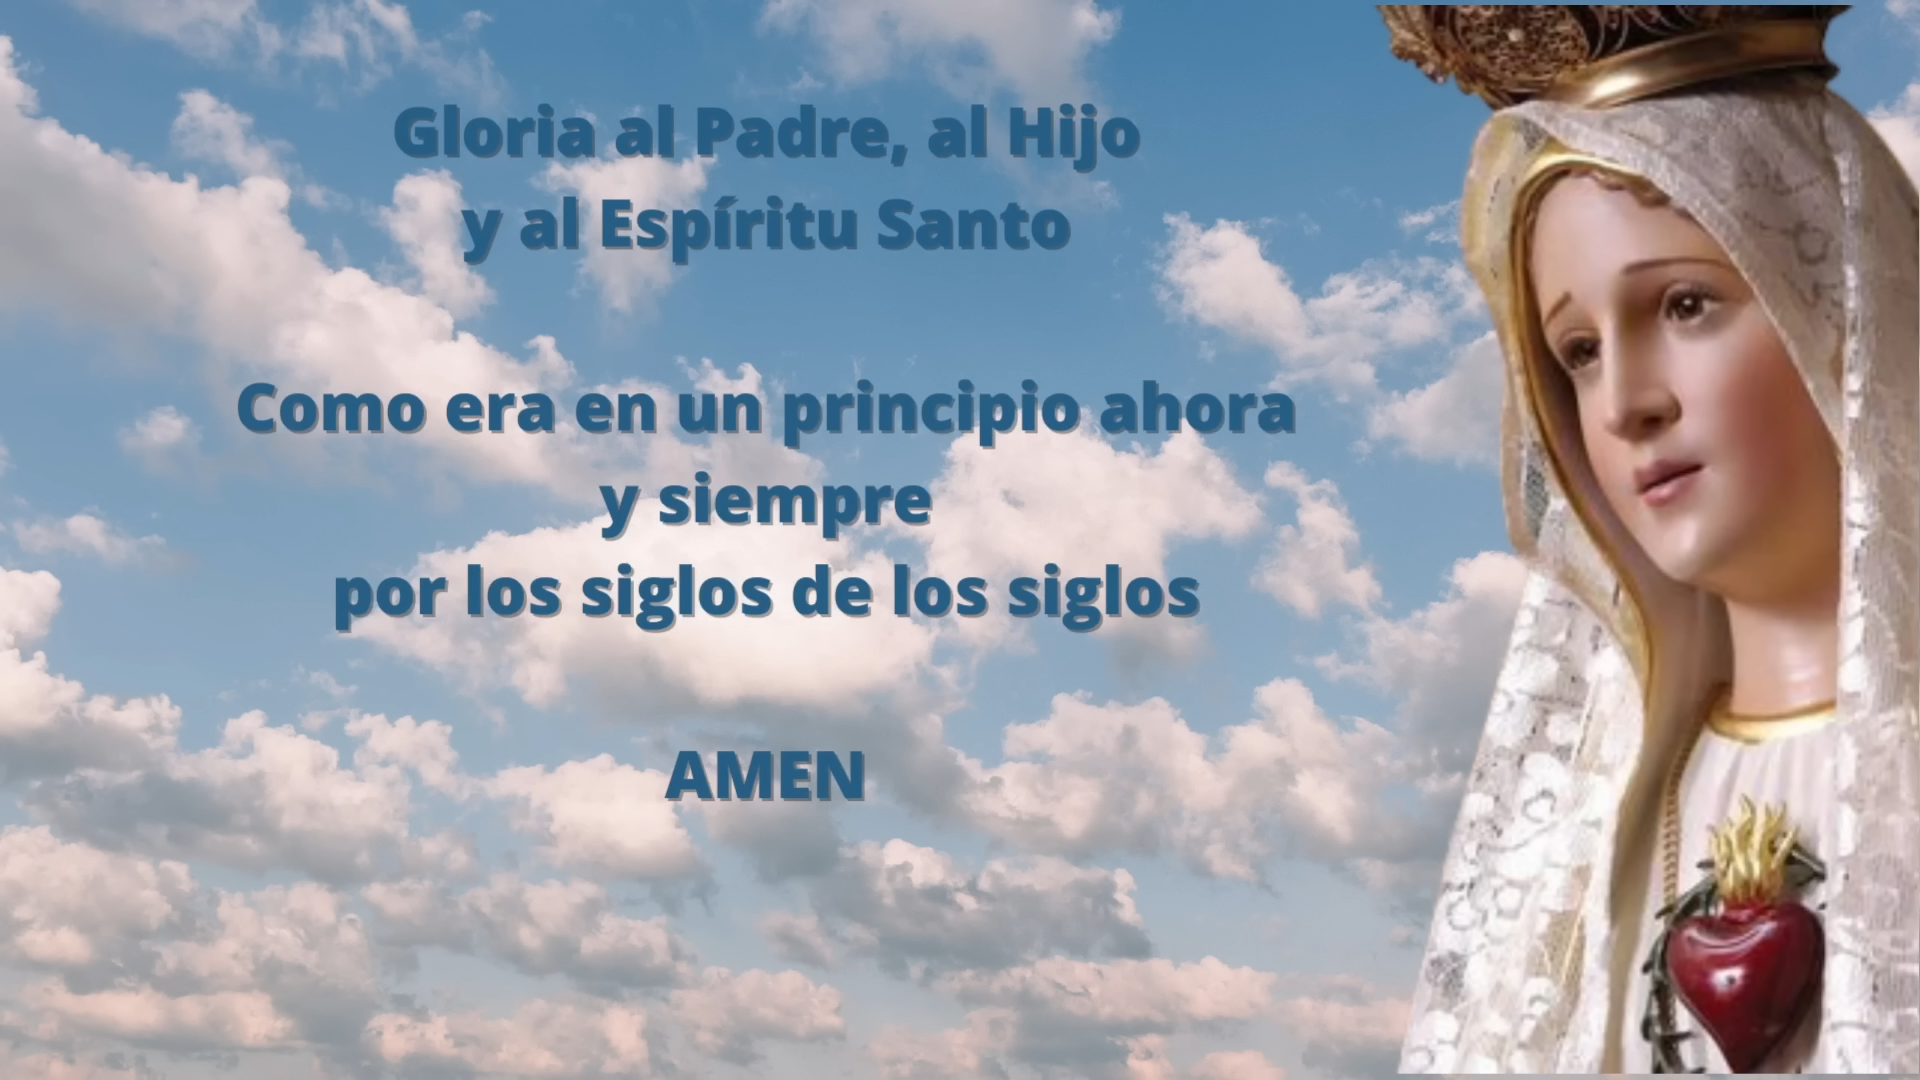 Gloria al Padre, al Hijo
y al Espíritu Santo
Como era en un principio ahora
y siempre
por los siglos de los siglos
AMEN